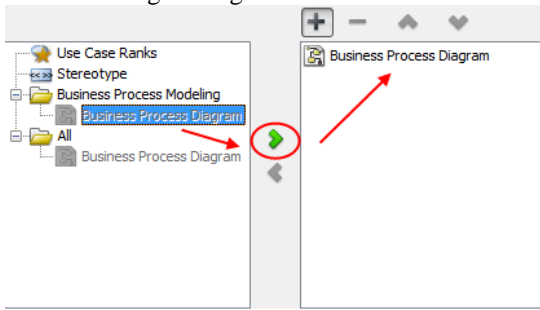 Use Case Ranks
Stereotype
Business Process Modeling
Business Process Diagram
All
Business Process Diagram
Business Process Diagram